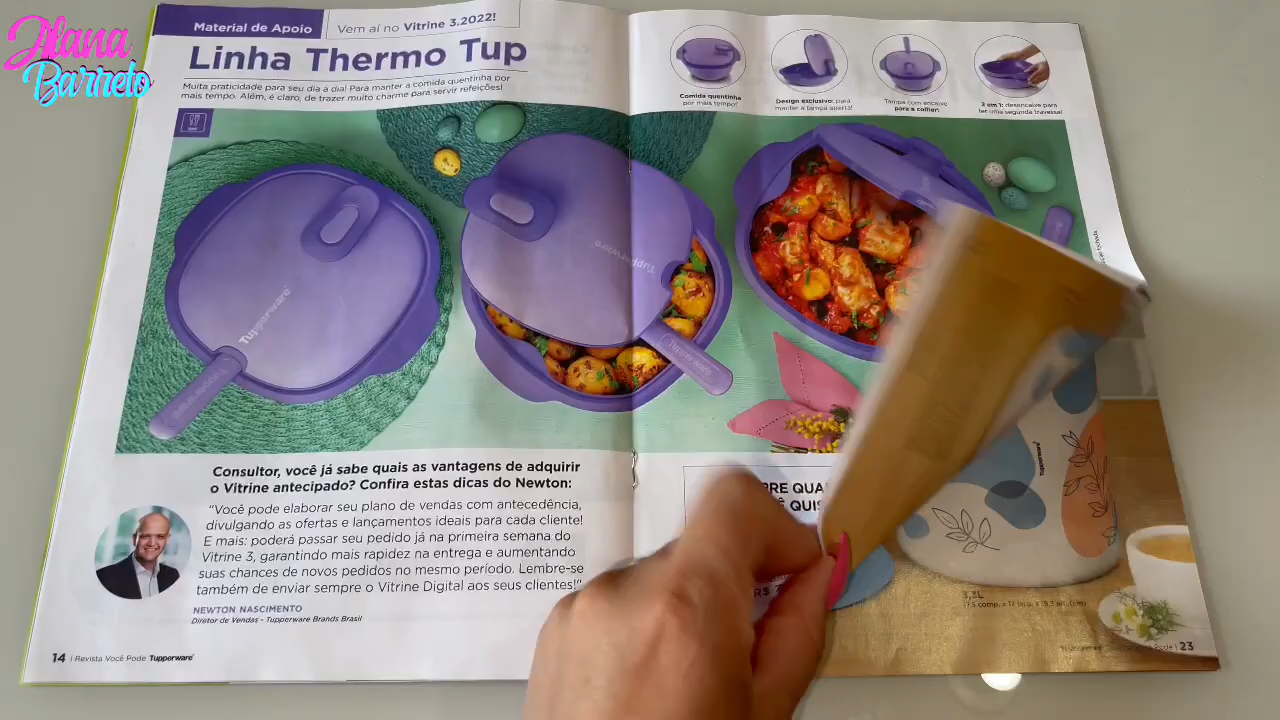 Ilana
Barreto
Material de Apoio
Vem aí no Vitrine 3.2022!
Linha Thermo Tup
Muita praticidade para seu dia a dia! Para manter a comida quentinha por
mais tempo. Além, é claro, de trazer muito charme para servir refeições!
Comida quentinha
por mais tempo!
Design exclusivo: para
manter a tampa aberta!
Tampa com encaixe
para a colher!
2 em 1: desencaixe para
ter uma segunda travessa!
Tupperware
Tupperware
Tupperware
Tupperware
Tupperware
Consultor, você já sabe quais as vantagens de adquirir
o Vitrine antecipado? Confira estas dicas do Newton:
"Você pode elaborar seu plano de vendas com antecedência,
divulgando as ofertas e lançamentos ideais para cada cliente!
E mais: poderá passar seu pedido já na primeira semana do
Vitrine 3, garantindo mais rapidez na entrega e aumentando
suas chances de novos pedidos no mesmo período. Lembre-se
também de enviar sempre o Vitrine Digital aos seus clientes!"
NEWTON NASCIMENTO
Diretor de Vendas - Tupperware Brands Brasil
14 | Revista Você Pode Tupperware
3,3L
23